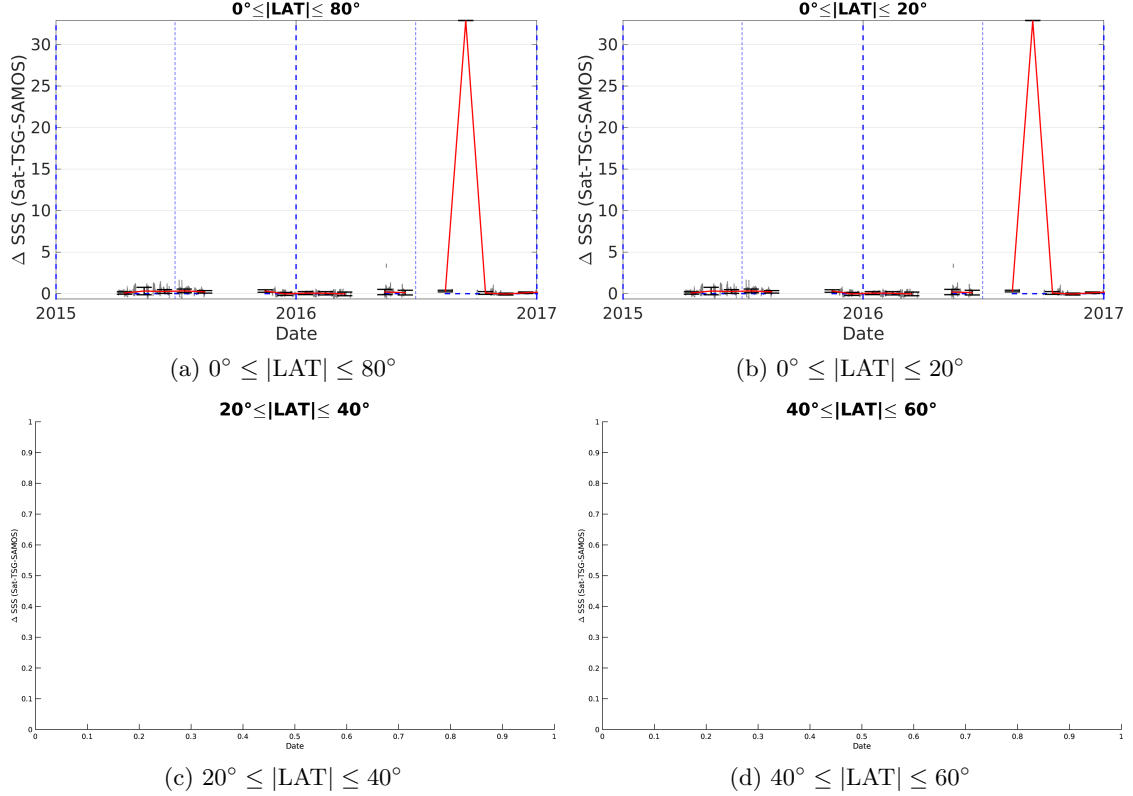 0°≤|LAT|≤ 80°
30
25
20
15
10
5
0
Δ SSS (Sat-TSG-SAMOS)
2015 2016 2017
Date
(a) 0° ≤ |LAT| ≤ 80°
0°≤|LAT|≤ 20°
30
25
20
15
10
5
0
Δ SSS (Sat-TSG-SAMOS)
2015 2016 2017
Date
(b) 0° ≤ |LAT| ≤ 20°
20°≤|LAT|≤ 40°
1
0.9
0.8
0.7
0.6
0.5
0.4
0.3
0.2
0.1
0
Δ SSS (Sat-TSG-SAMOS)
0 0.1 0.2 0.3 0.4 0.5 0.6 0.7 0.8 0.9 1
Date
(c) 20° ≤ |LAT| ≤ 40°
40°≤|LAT|≤ 60°
1
0.9
0.8
0.7
0.6
0.5
0.4
0.3
0.2
0.1
0
Δ SSS (Sat-TSG-SAMOS)
0 0.1 0.2 0.3 0.4 0.5 0.6 0.7 0.8 0.9 1
Date
(d) 40° ≤ |LAT| ≤ 60°